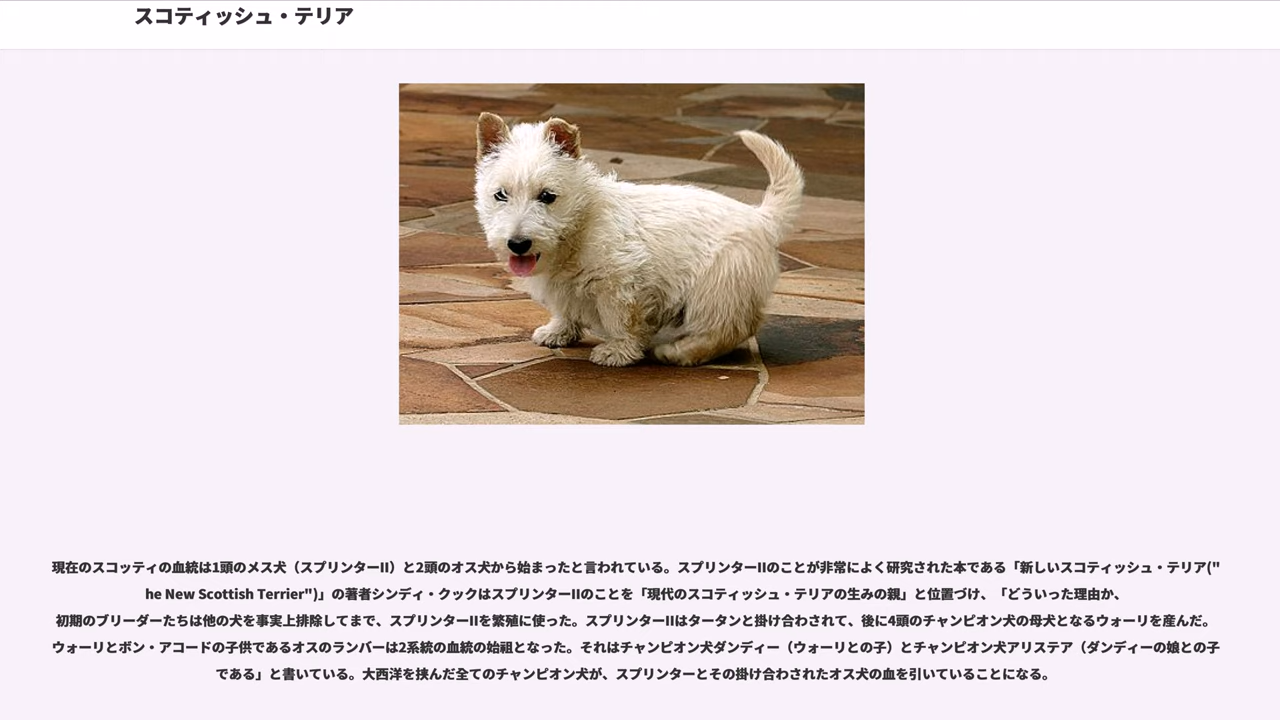 スコティッシュ・テリア
現在のスコッティの血統は1頭のメス犬（スプリンターII）と2頭のオス犬から始まったと言われている。スプリンターIIのことが非常によく研究された本である「新しいスコティッシュ・テリア("
he New Scottish Terrier")」の著者シンディ・クックはスプリンターIIのことを「現代のスコティッシュ・テリアの生みの親」と位置づけ、「どういった理由か、
初期のブリーダーたちは他の犬を事実上排除してまで、スプリンターIIを繁殖に使った。スプリンターIIはタータンと掛け合わされて、後に4頭のチャンピオン犬の母犬となるウォーリを産んだ。
ウォーリとボン・アコードの子供であるオスのランバーは2系統の血統の始祖となった。それはチャンピオン犬ダンディー（ウォーリとの子）とチャンピオン犬アリステア（ダンディーの娘との子
である」と書いている。大西洋を挟んだ全てのチャンピオン犬が、スプリンターとその掛け合わされたオス犬の血を引いていることになる。